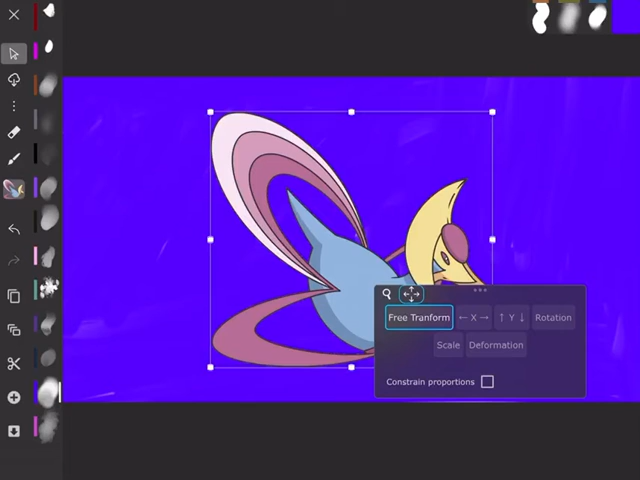 Free Tranform ← X → ↑ Y ↓ Rotation
Scale Deformation
Constrain proportions